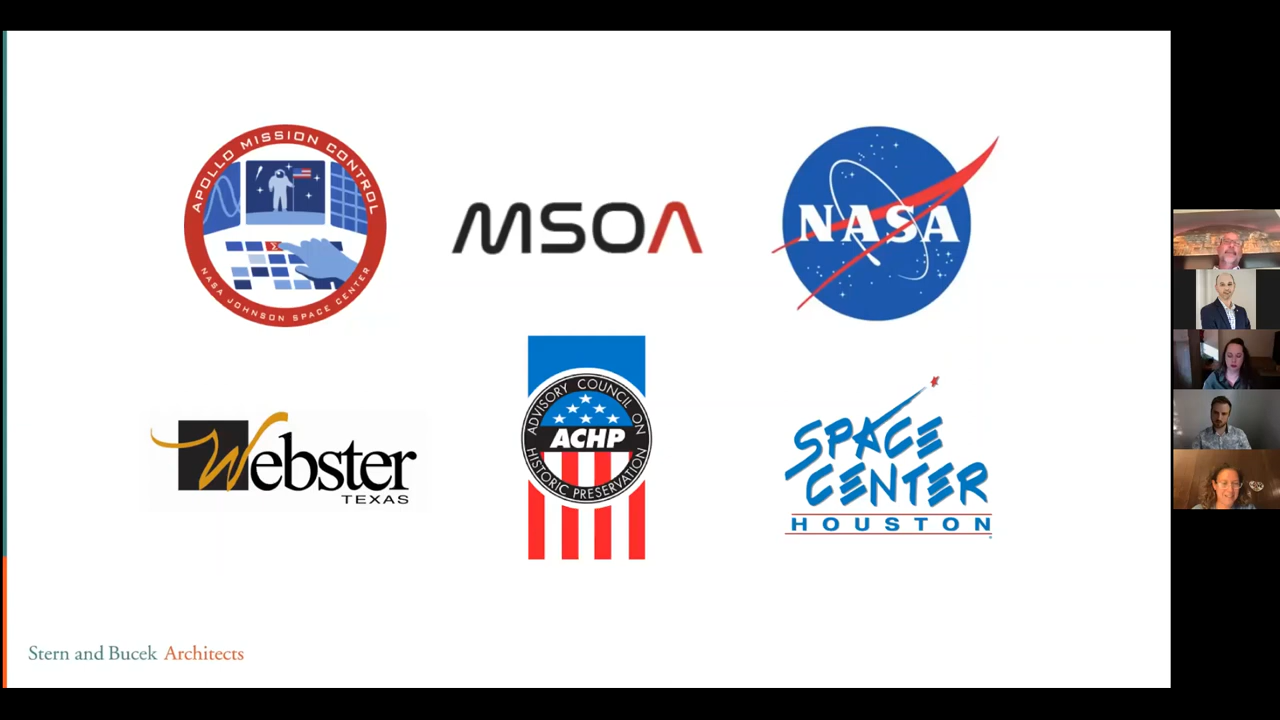 APOLLO MISSION CONTROL
NASA JOHNSON SPACE CENTER
MSOA
NASA
Webster
TEXAS
ADVISORY COUNCIL ON
ACHP
HISTORIC PRESERVATION
SPACE
CENTER
HOUSTON
Stern and Bucek Architects